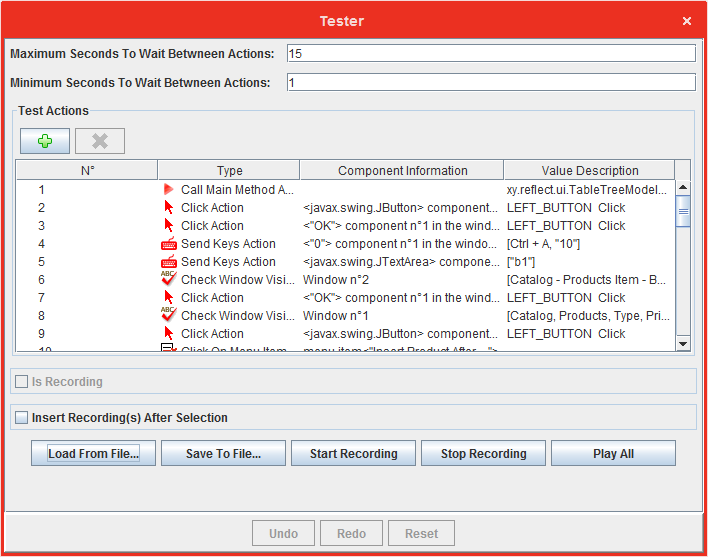 Tester
Maximum Seconds To Wait Betwneen Actions: 15
Minimum Seconds To Wait Betwneen Actions: 1
Test Actions
N° Type Component Information Value Description
1 Call Main Method A... xy.reflect.ui.TableTreeModel...
2 Click Action <javax.swing.JButton> component... LEFT_BUTTON Click
3 Click Action <"OK"> component n°1 in the wind... LEFT_BUTTON Click
4 Send Keys Action <"0"> component n°1 in the windo... [Ctrl + A, "10"]
5 Send Keys Action <javax.swing.JTextArea> compone... ["b1"]
6 ABC Check Window Visi... Window n°2 [Catalog - Products Item - B...
7 Click Action <"OK"> component n°1 in the wind... LEFT_BUTTON Click
8 ABC Check Window Visi... Window n°1 [Catalog, Products, Type, Pri...
9 Click Action <javax.swing.JButton> component... LEFT_BUTTON Click
10 Click On Menu Item menu item<"Insert Product After...">
Is Recording
Insert Recording(s) After Selection
Load From File... Save To File... Start Recording Stop Recording Play All
Undo Redo Reset